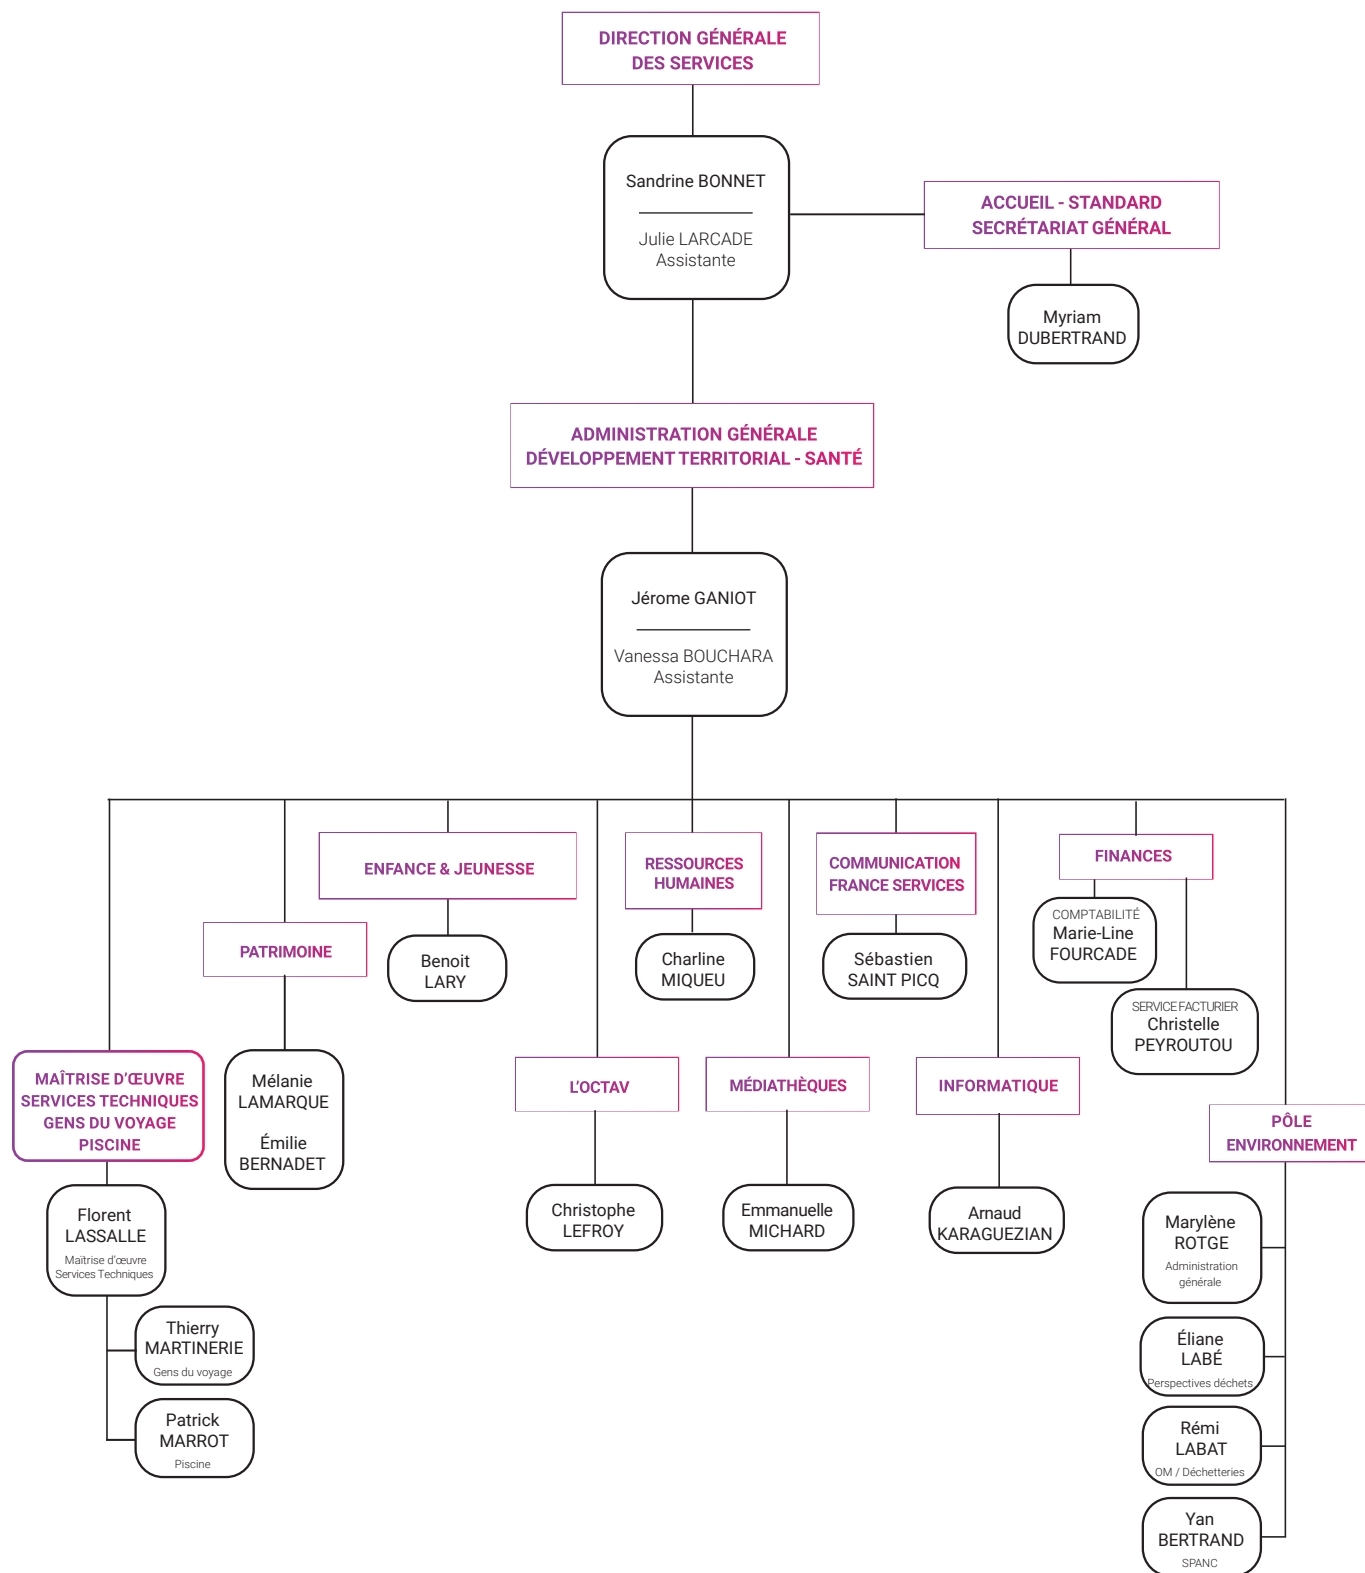 DIRECTION GÉNÉRALE
DES SERVICES
Sandrine BONNET
Julie LARCADE
Assistante
ACCUEIL - STANDARD
SECRÉTARIAT GÉNÉRAL
Myriam
DUBERTRAND
ADMINISTRATION GÉNÉRALE
DÉVELOPPEMENT TERRITORIAL - SANTÉ
Jérome GANIOT
Vanessa BOUCHARA
Assistante
MAÎTRISE D'ŒUVRE
SERVICES TECHNIQUES
GENS DU VOYAGE
PISCINE
Florent
LASSALLE
Maîtrise d'œuvre
Services Techniques
Thierry
MARTINERIE
Gens du voyage
Patrick
MARROT
Piscine
PATRIMOINE
Mélanie
LAMARQUE
Émilie
BERNADET
ENFANCE & JEUNESSE
Benoit
LARY
L'OCTAV
Christophe
LEFROY
RESSOURCES
HUMAINES
Charline
MIQUEU
MÉDIATHÈQUES
Emmanuelle
MICHARD
COMMUNICATION
FRANCE SERVICES
Sébastien
SAINT PICQ
INFORMATIQUE
Arnaud
KARAGUEZIAN
FINANCES
COMPTABILITÉ
Marie-Line
FOURCADE
SERVICE FACTURIER
Christelle
PEYROUTOU
PÔLE
ENVIRONNEMENT
Marylène
ROTGE
Administration
générale
Éliane
LABÉ
Perspectives déchets
Rémi
LABAT
OM / Déchetteries
Yan
BERTRAND
SPANC